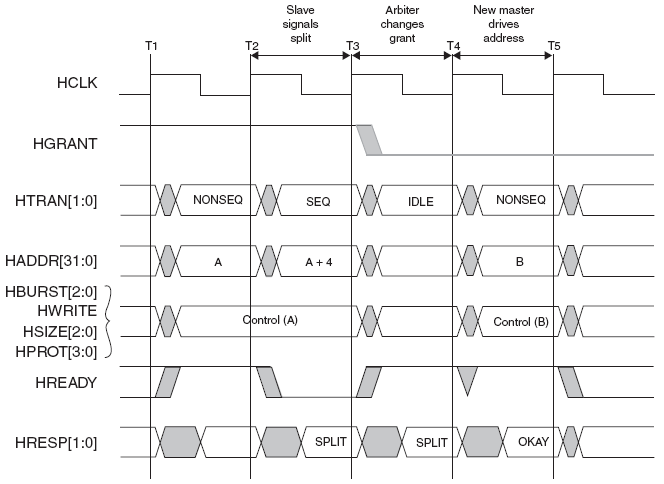 Slave signals split
Arbiter changes grant
New master drives address
T1 T2 T3 T4 T5
HCLK
HGRANT
HTRAN[1:0] NONSEQ SEQ IDLE NONSEQ
HADDR[31:0] A A + 4 B
HBURST[2:0]
HWRITE
HSIZE[2:0]
HPROT[3:0]
Control (A) Control (B)
HREADY
HRESP[1:0] SPLIT SPLIT OKAY